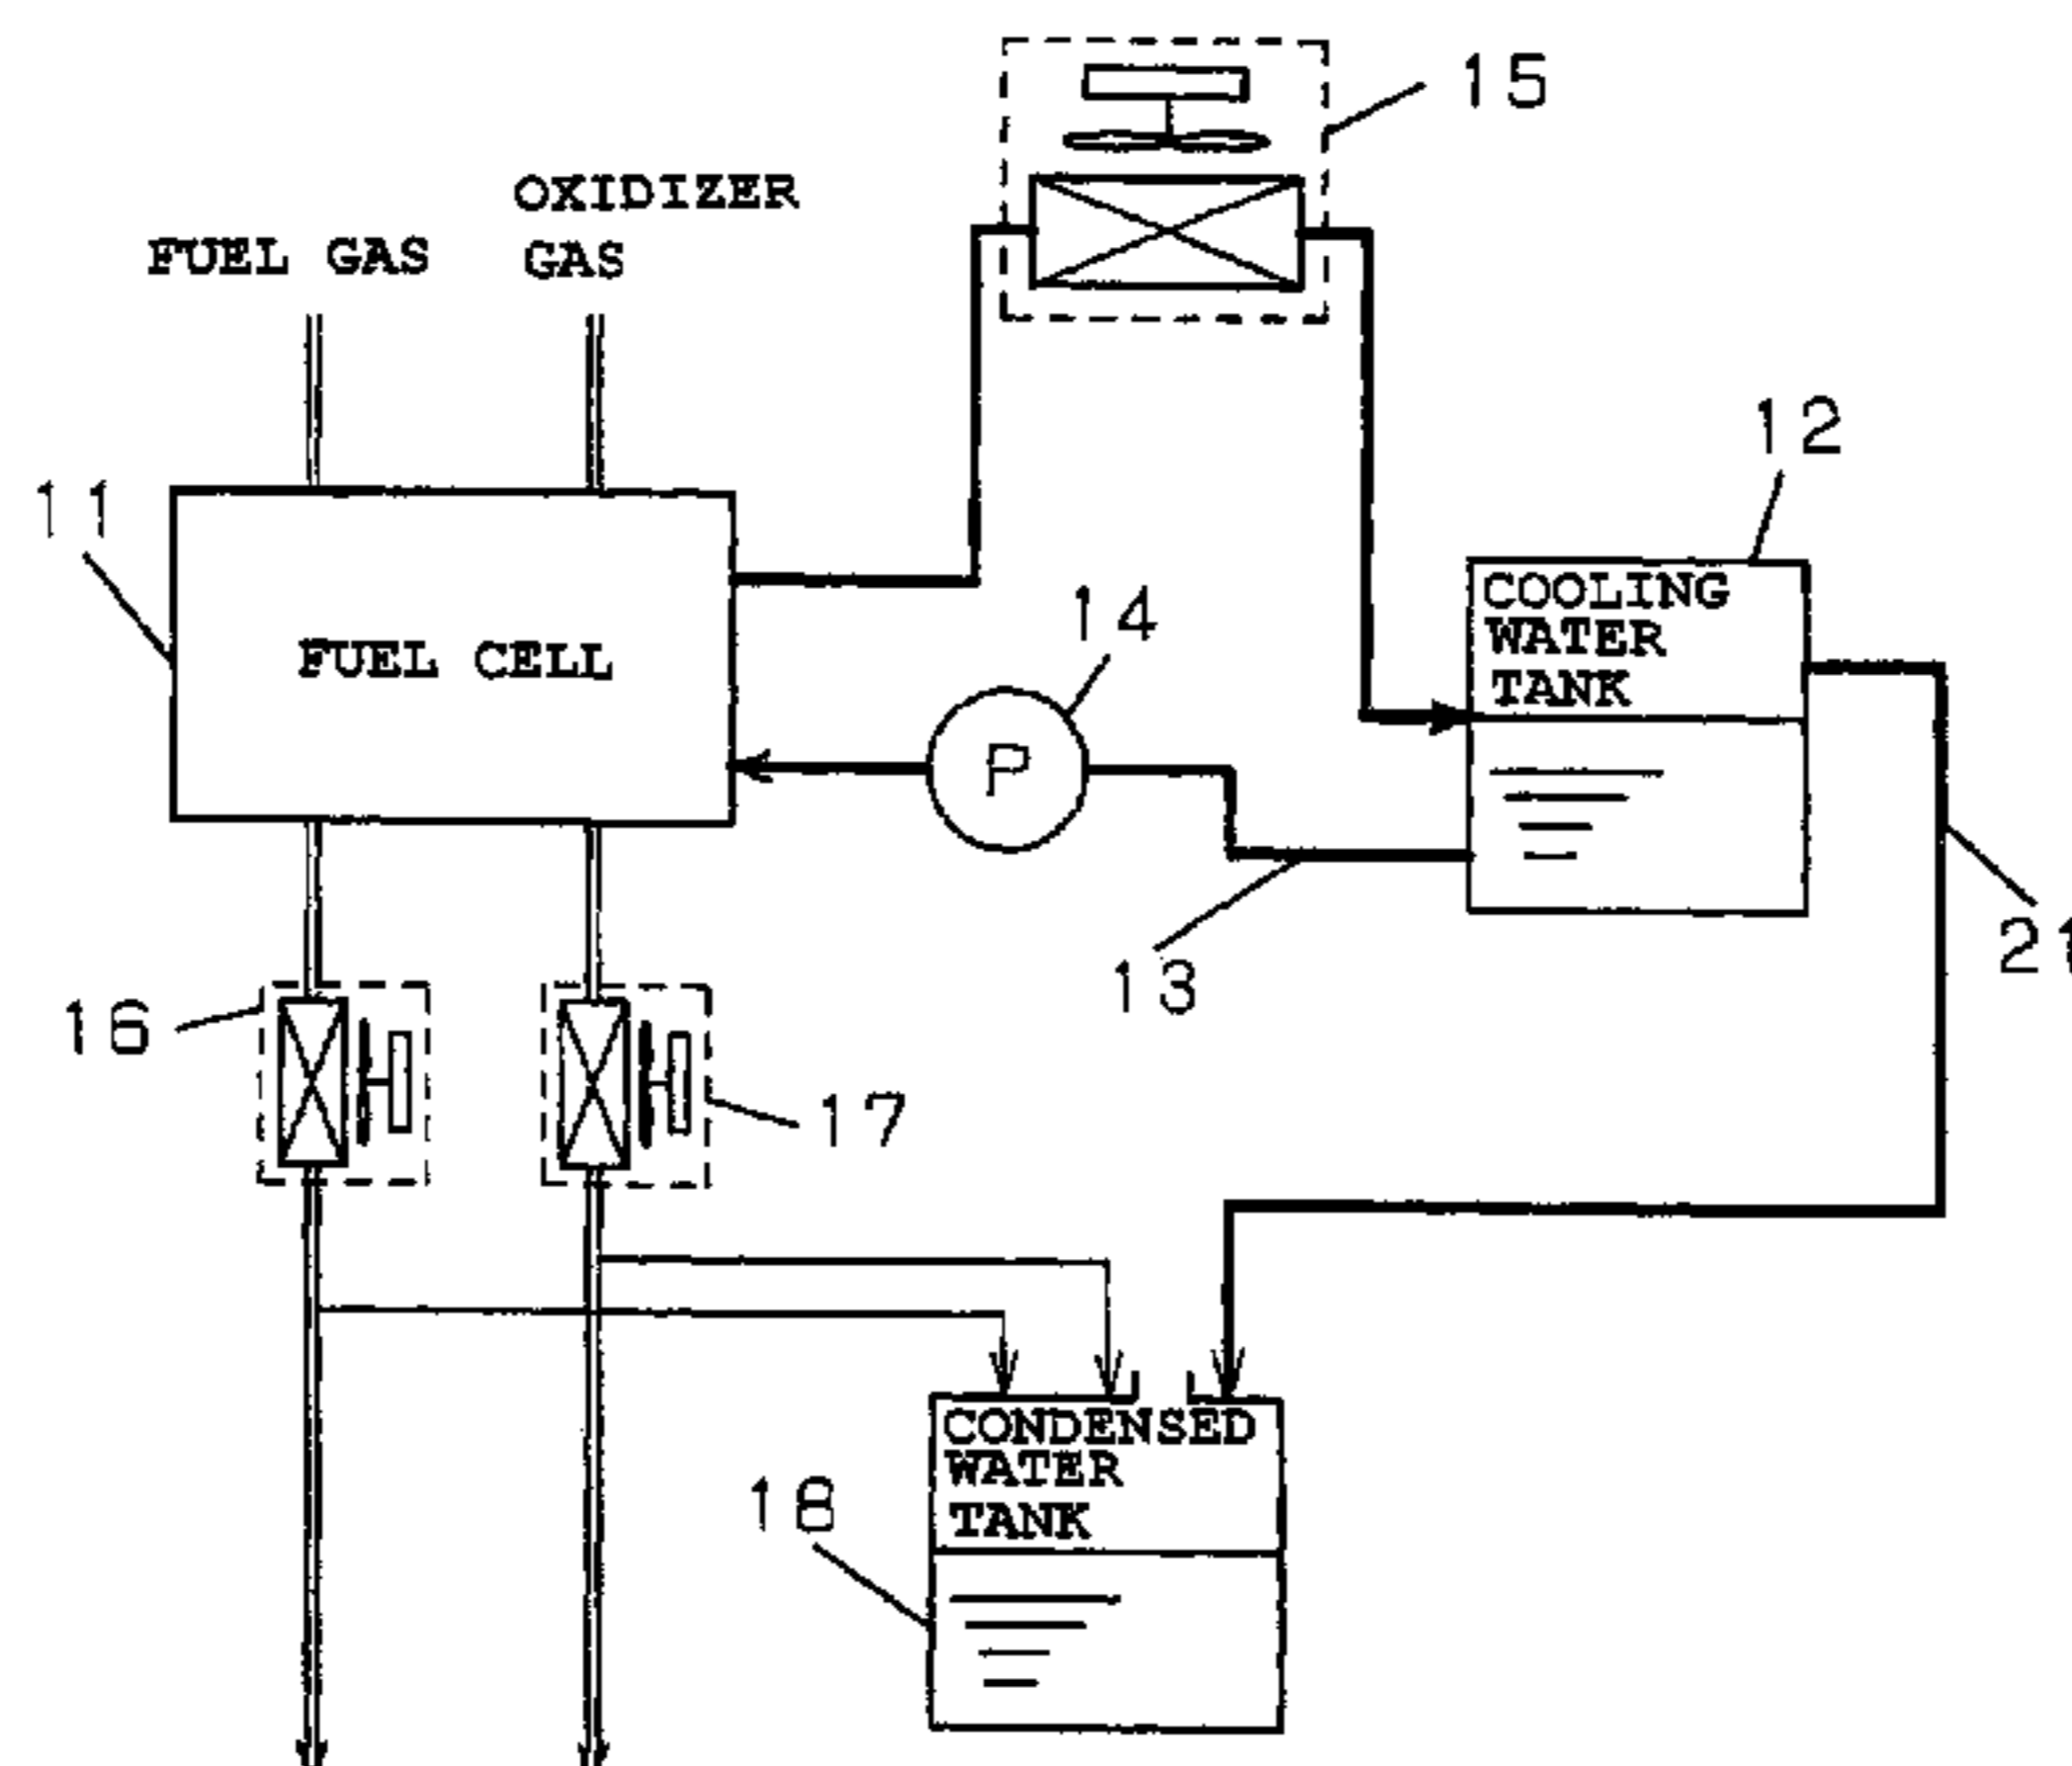 15
OXIDIZER
GAS
FUEL GAS
12
11
COOLING
WATER
TANK
14
FUEL CELL
P
21
13
16
17
CONDENSED
WATER
TANK
18